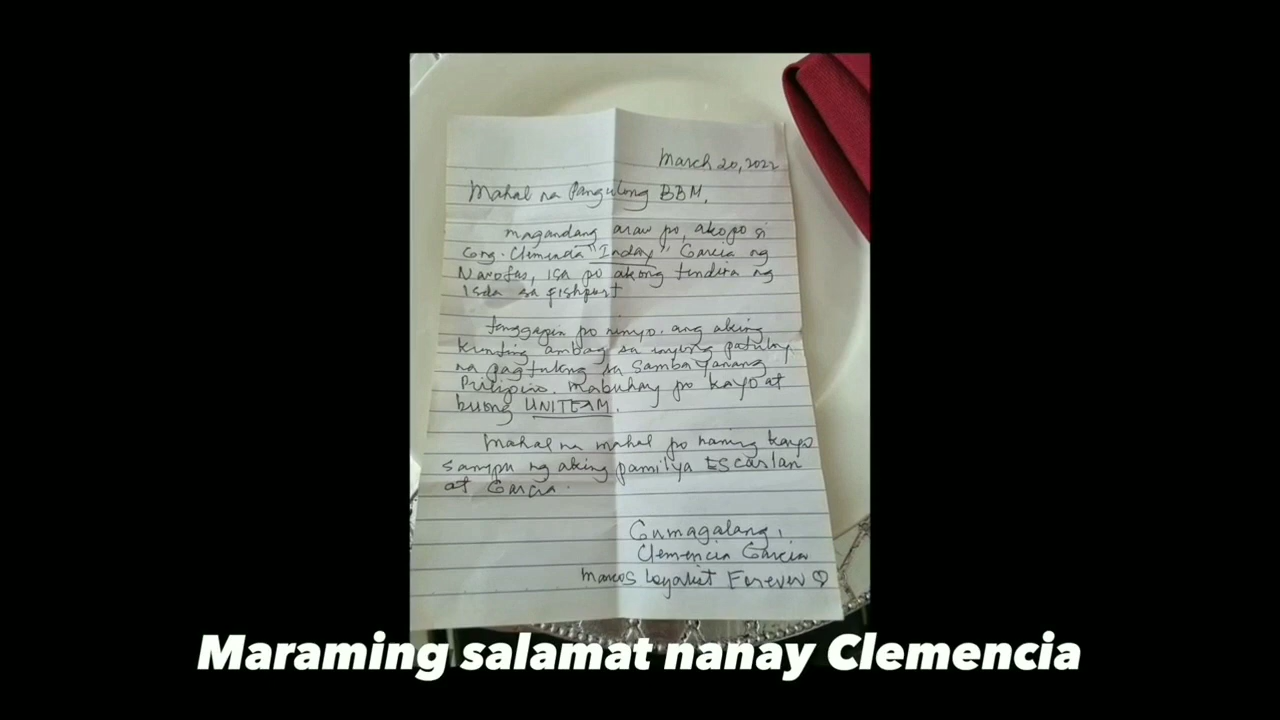 March 20, 2022
Mahal na Pangulong BBM,
magandang araw po, ako po si
Clemencia "Inday" Garcia ng
Navotas, isa po akong tindira ng
Isda sa fishport
tanggapin po ninyo. ang aking
kunting ambag sa inyong patuloy
na pagtulong sa Sambayanang
Pilipino. mabuhay po kayo at
buong UNITEAM.
Mahal na mahal po naming kayo
sampu ng aking pamilya Escarlan
at Garcia.
Gumagalang,
Clemencia Garcia
Marcos Loyalist Forever
Maraming salamat nanay Clemencia